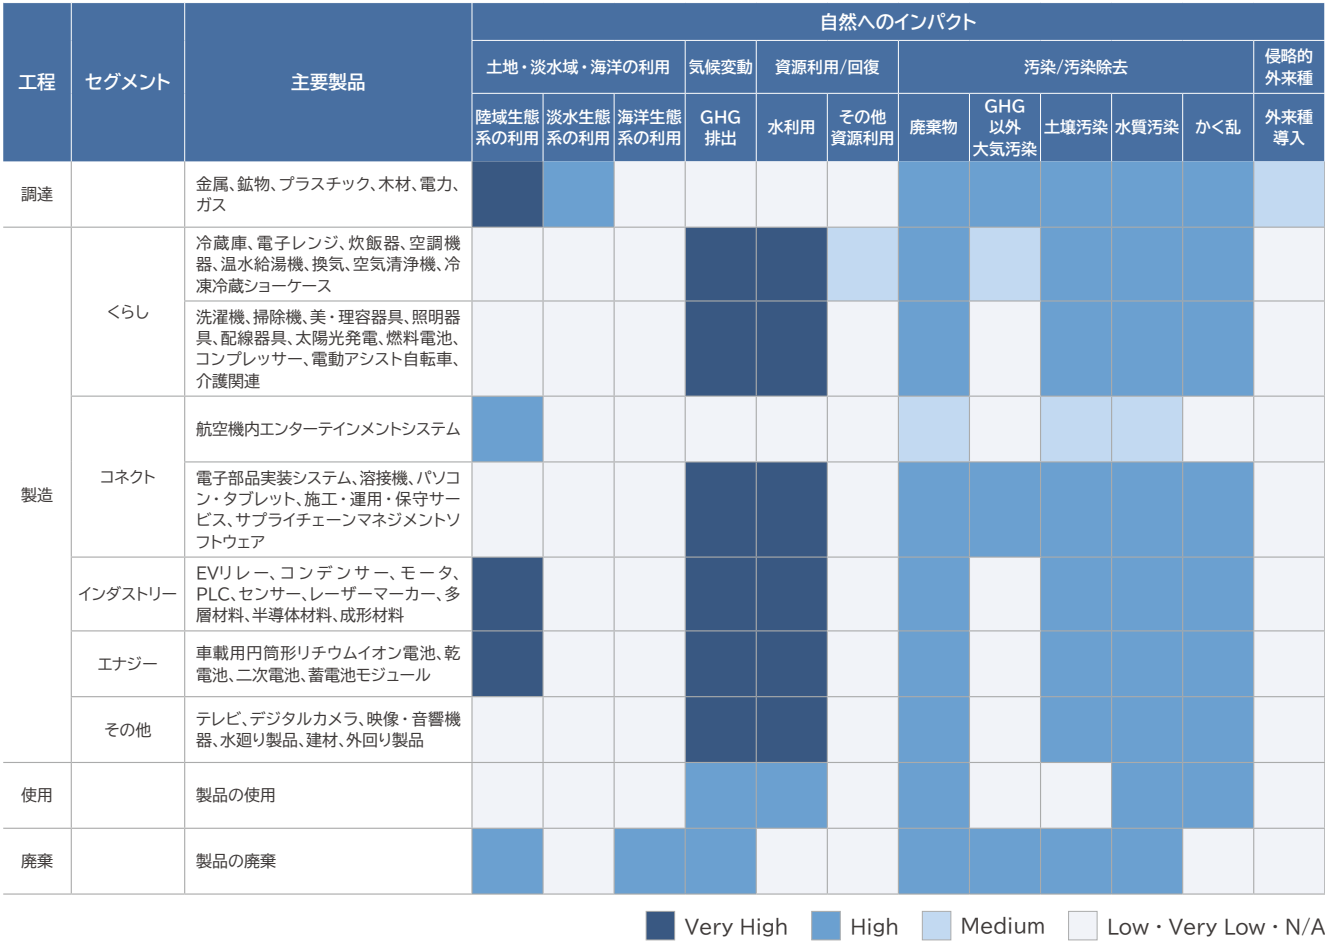 自然へのインパクト
工程
セグメント
主要製品
土地・淡水域・海洋の利用
気候変動
資源利用/回復
汚染/汚染除去
侵略的
外来種
陸域生態
系の利用
淡水生態
系の利用
海洋生態
系の利用
GHG
排出
水利用
その他
資源利用
廃棄物
GHG
以外
大気汚染
土壌汚染
水質汚染
かく乱
外来種
導入
調達
金属、鉱物、プラスチック、木材、電力、
ガス
製造
くらし
冷蔵庫、電子レンジ、炊飯器、空調機
器、温水給湯機、換気、空気清浄機、冷
凍冷蔵ショーケース
洗濯機、掃除機、美・理容器具、照明器
具、配線器具、太陽光発電、燃料電池、
コンプレッサー、電動アシスト自転車、
介護関連
コネクト
航空機内エンターテインメントシステム
電子部品実装システム、溶接機、パソコ
ン・タブレット、施工・運用・保守サー
ビス、サプライチェーンマネジメントソ
フトウェア
インダストリー
EVリレー、コンデンサー、モータ、
PLC、センサー、レーザーマーカー、多
層材料、半導体材料、成形材料
エナジー
車載用円筒形リチウムイオン電池、乾
電池、二次電池、蓄電池モジュール
その他
テレビ、デジタルカメラ、映像・音響機
器、水廻り製品、建材、外回り製品
使用
製品の使用
廃棄
製品の廃棄
Very High
High
Medium
Low・Very Low・N/A